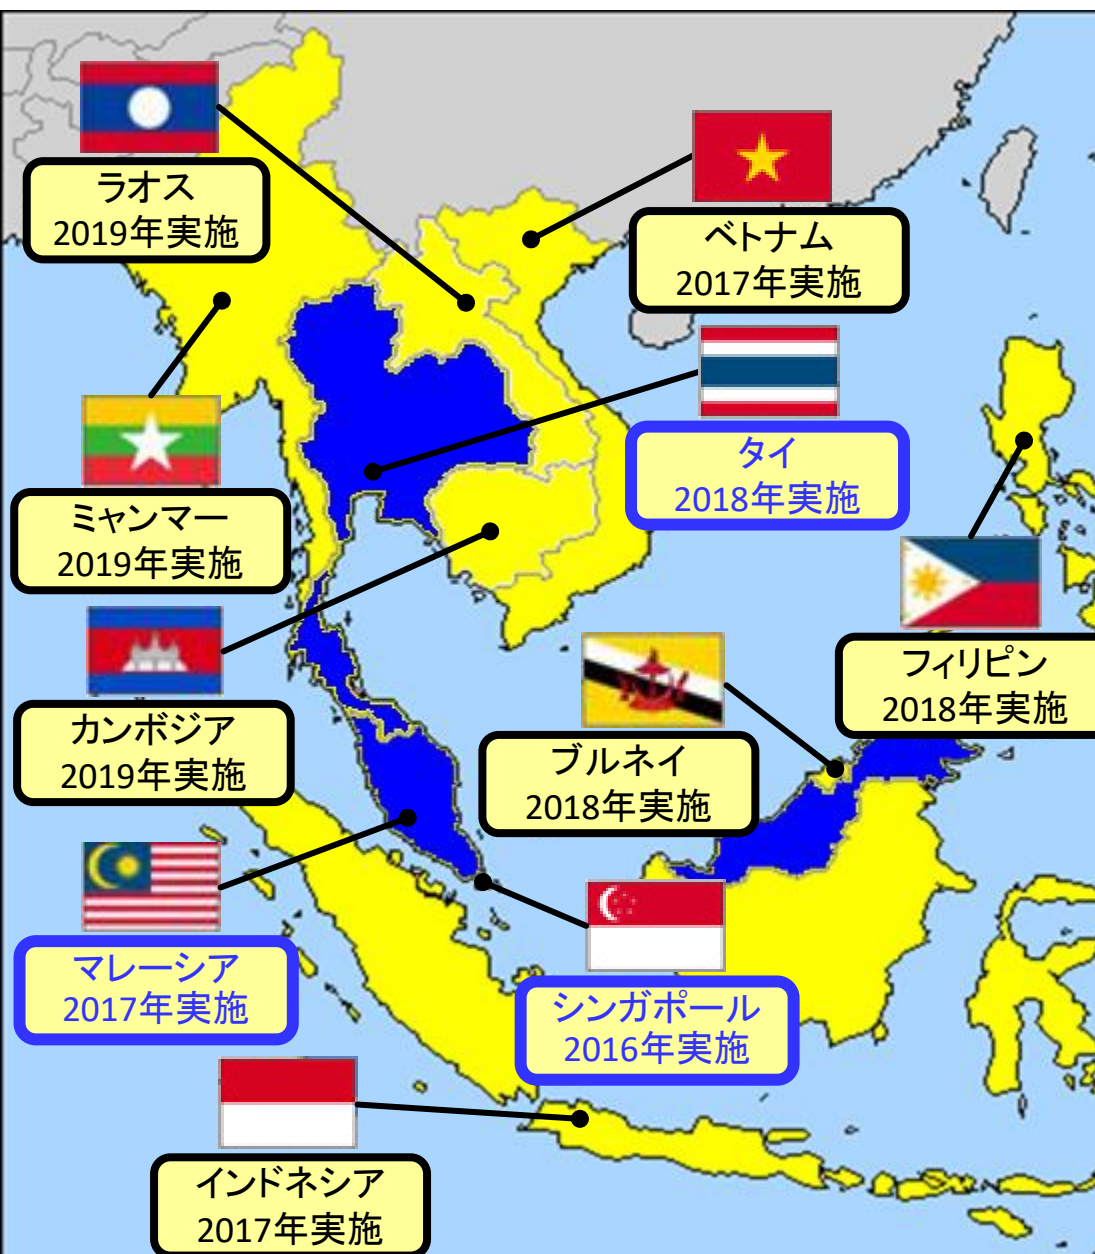 ラオス
2019年実施
ベトナム
2017年実施
タイ
2018年実施
ミャンマー
2019年実施
フィリピン
2018年実施
カンボジア
2019年実施
ブルネイ
2018年実施
マレーシア
2017年実施
シンガポール
2016年実施
インドネシア
2017年実施